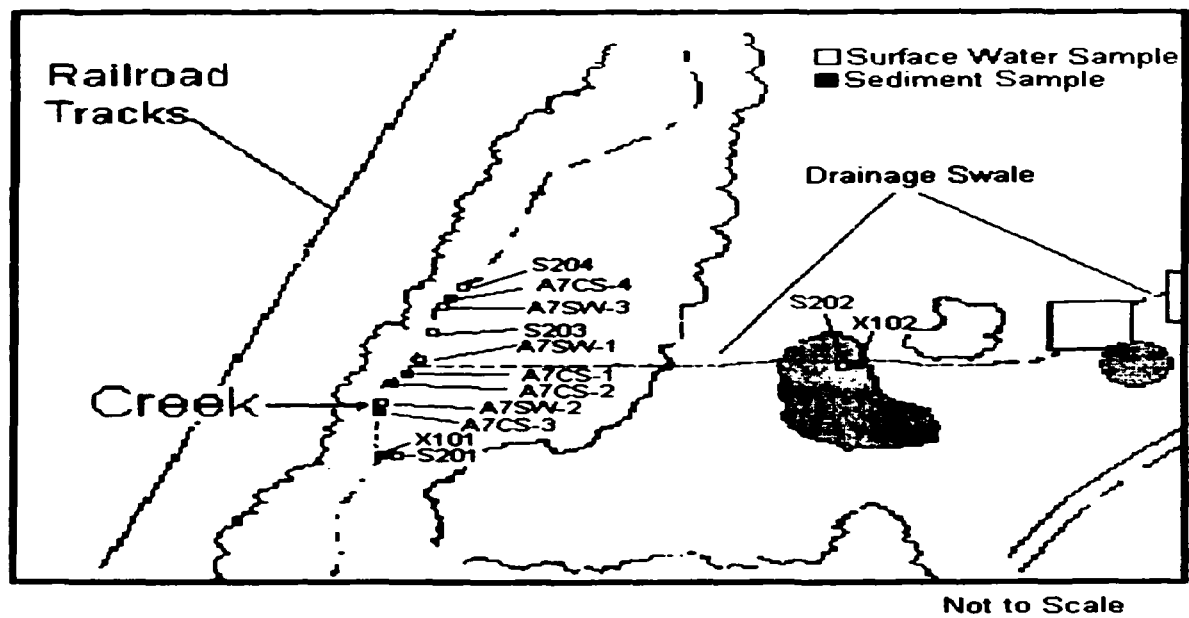 Railroad
Tracks
Surface Water Sample
Sediment Sample
Drainage Swale
S204
A7CS-4
A7SW-3
S203
A7SW-1
A7CS-1
A7CS-2
A7SW-2
A7CS-3
X101
S201
S202
X102
Creek
Not to Scale